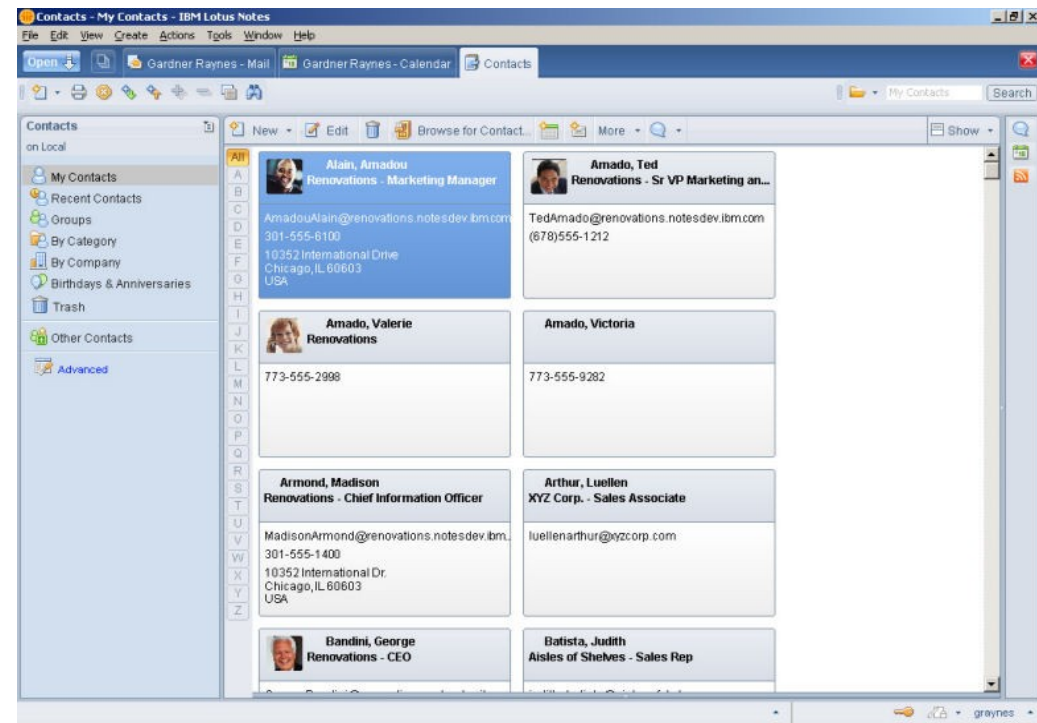 Contacts - My Contacts - IBM Lotus Notes
File Edit View Create Actions Tools Window Help
Open Gardner Raynes - Mail Gardner Raynes - Calendar Contacts
My Contacts Search
Contacts
on Local
My Contacts
Recent Contacts
Groups
By Category
By Company
Birthdays & Anniversaries
Trash
Other Contacts
Advanced
New Edit Browse for Contact... More Show
All
A
B
C
D
E
F
G
H
I
J
K
L
M
N
O
P
Q
R
S
T
U
V
W
X
Y
Z
Alain, Amadou
Renovations - Marketing Manager
AmadouAlain@renovations.notesdev.ibm.com
301-555-6100
10352 International Drive
Chicago, IL 60603
USA
Amado, Ted
Renovations - Sr VP Marketing an...
TedAmado@renovations.notesdev.ibm.com
(678)555-1212
Amado, Valerie
Renovations
773-555-2998
Amado, Victoria
773-555-9282
Armond, Madison
Renovations - Chief Information Officer
MadisonArmond@renovations.notesdev.ibm...
301-555-1400
10352 International Dr.
Chicago, IL 60603
USA
Arthur, Luellen
XYZ Corp. - Sales Associate
luellenarthur@xyzcorp.com
Bandini, George
Renovations - CEO
Batista, Judith
Aisles of Shelves - Sales Rep
graynes